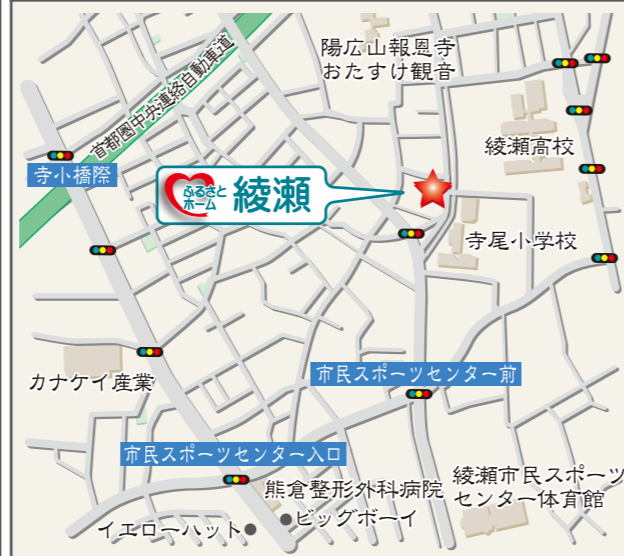 陽広山報恩寺
おたすけ観音
首都圏中央連絡自動車道
綾瀬高校
寺小橋際
ふるさと
ホーム
綾瀬
寺尾小学校
カナケイ産業
市民スポーツセンター前
市民スポーツセンター入口
熊倉整形外科病院
綾瀬市民スポーツ
センター体育館
イエローハット
ビッグボーイ